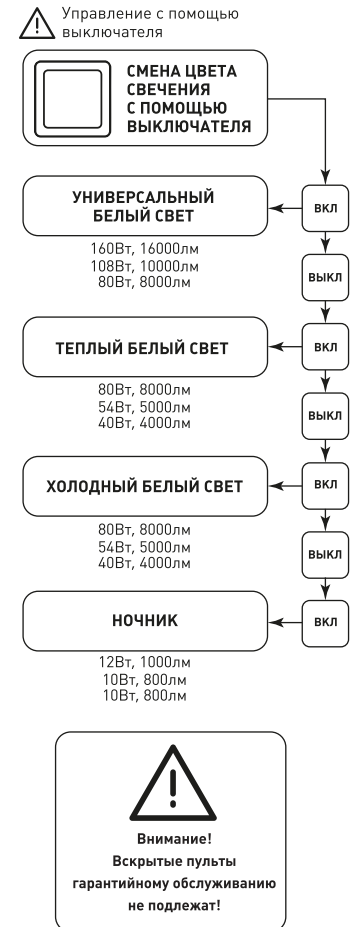 Управление с помощью
выключателя
СМЕНА ЦВЕТА
СВЕЧЕНИЯ
С ПОМОЩЬЮ
ВЫКЛЮЧАТЕЛЯ
УНИВЕРСАЛЬНЫЙ
БЕЛЫЙ СВЕТ
ВКЛ
160Вт, 16000лм
108Вт, 10000лм
80Вт, 8000лм
ВЫКЛ
ТЕПЛЫЙ БЕЛЫЙ СВЕТ
ВКЛ
80Вт, 8000лм
54Вт, 5000лм
40Вт, 4000лм
ВЫКЛ
ХОЛОДНЫЙ БЕЛЫЙ СВЕТ
ВКЛ
80Вт, 8000лм
54Вт, 5000лм
40Вт, 4000лм
ВЫКЛ
НОЧНИК
ВКЛ
12Вт, 1000лм
10Вт, 800лм
10Вт, 800лм
Внимание!
Вскрытые пульты
гарантийному обслуживанию
не подлежат!